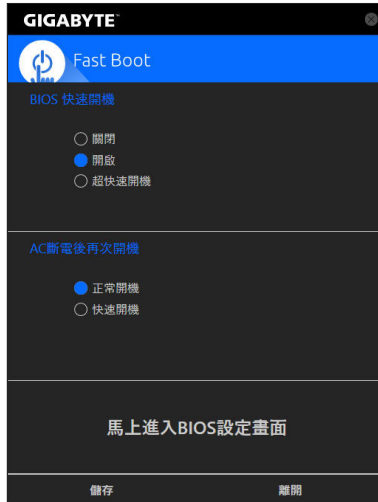 GIGABYTE™
Fast Boot
BIOS 快速開機
關閉
開啟
超快速開機
AC斷電後再次開機
正常開機
快速開機
馬上進入BIOS設定畫面
儲存 離開